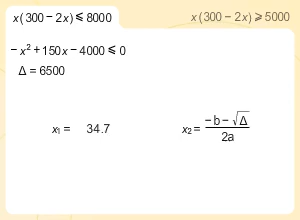 x(300 − 2x) ⩽ 8000
x(300 − 2x) ⩾ 5000
− x² + 150x − 4000 ⩽ 0
Δ = 6500
x₁ = 34.7
x₂ = (− b − √Δ) / 2a